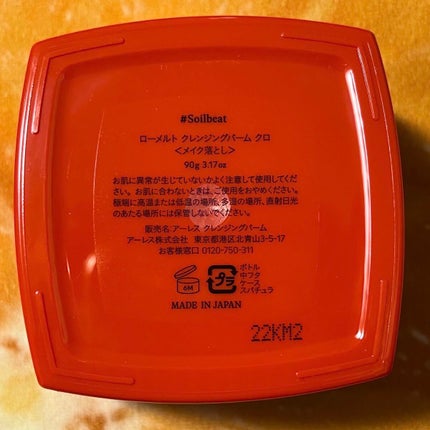 #Soilbeat
ローメルト クレンジングバーム クロ
<メイク落とし>
90g 3.17oz
お肌に異常が生じていないかよく注意して使用してくだ
さい。お肌に合わないときは、ご使用をおやめください。
極端に高温または低温の場所、多湿の場所、直射日光
のあたる場所には保管しないでください。
販売名:アーレス クレンジングバーム
アーレス株式会社 東京都港区北青山3-5-17
お客様窓口 0120-750-311
6M
プラ
ボトル
中フタ
ケース
スパチュラ
MADE IN JAPAN
22KM2